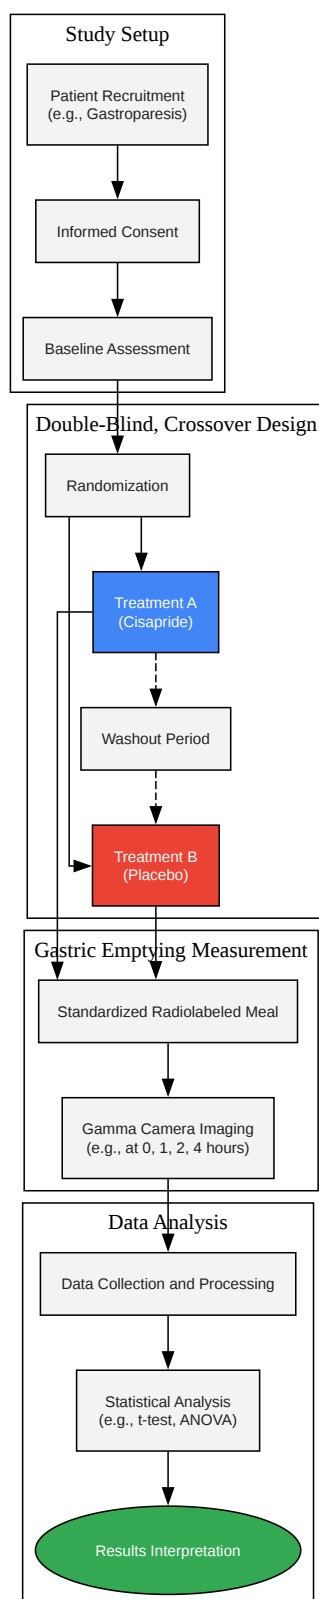 Study Setup
Patient Recruitment
(e.g., Gastroparesis)
Informed Consent
Baseline Assessment
Double-Blind, Crossover Design
Randomization
Treatment A
(Cisapride)
Washout Period
Treatment B
(Placebo)
Gastric Emptying Measurement
Standardized Radiolabeled Meal
Gamma Camera Imaging
(e.g., at 0, 1, 2, 4 hours)
Data Analysis
Data Collection and Processing
Statistical Analysis
(e.g., t-test, ANOVA)
Results Interpretation